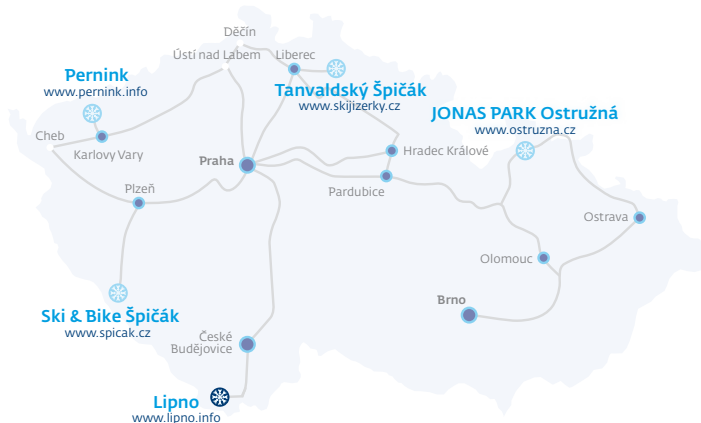 Děčín
Ústí nad Labem
Liberec
Pernink
www.pernink.info
Tanvaldský Špičák
www.skijizerky.cz
JONAS PARK Ostružná
www.ostruzna.cz
Cheb
Karlovy Vary
Praha
Hradec Králové
Plzeň
Pardubice
Ostrava
Olomouc
Brno
Ski & Bike Špičák
www.spicak.cz
České
Budějovice
Lipno
www.lipno.info